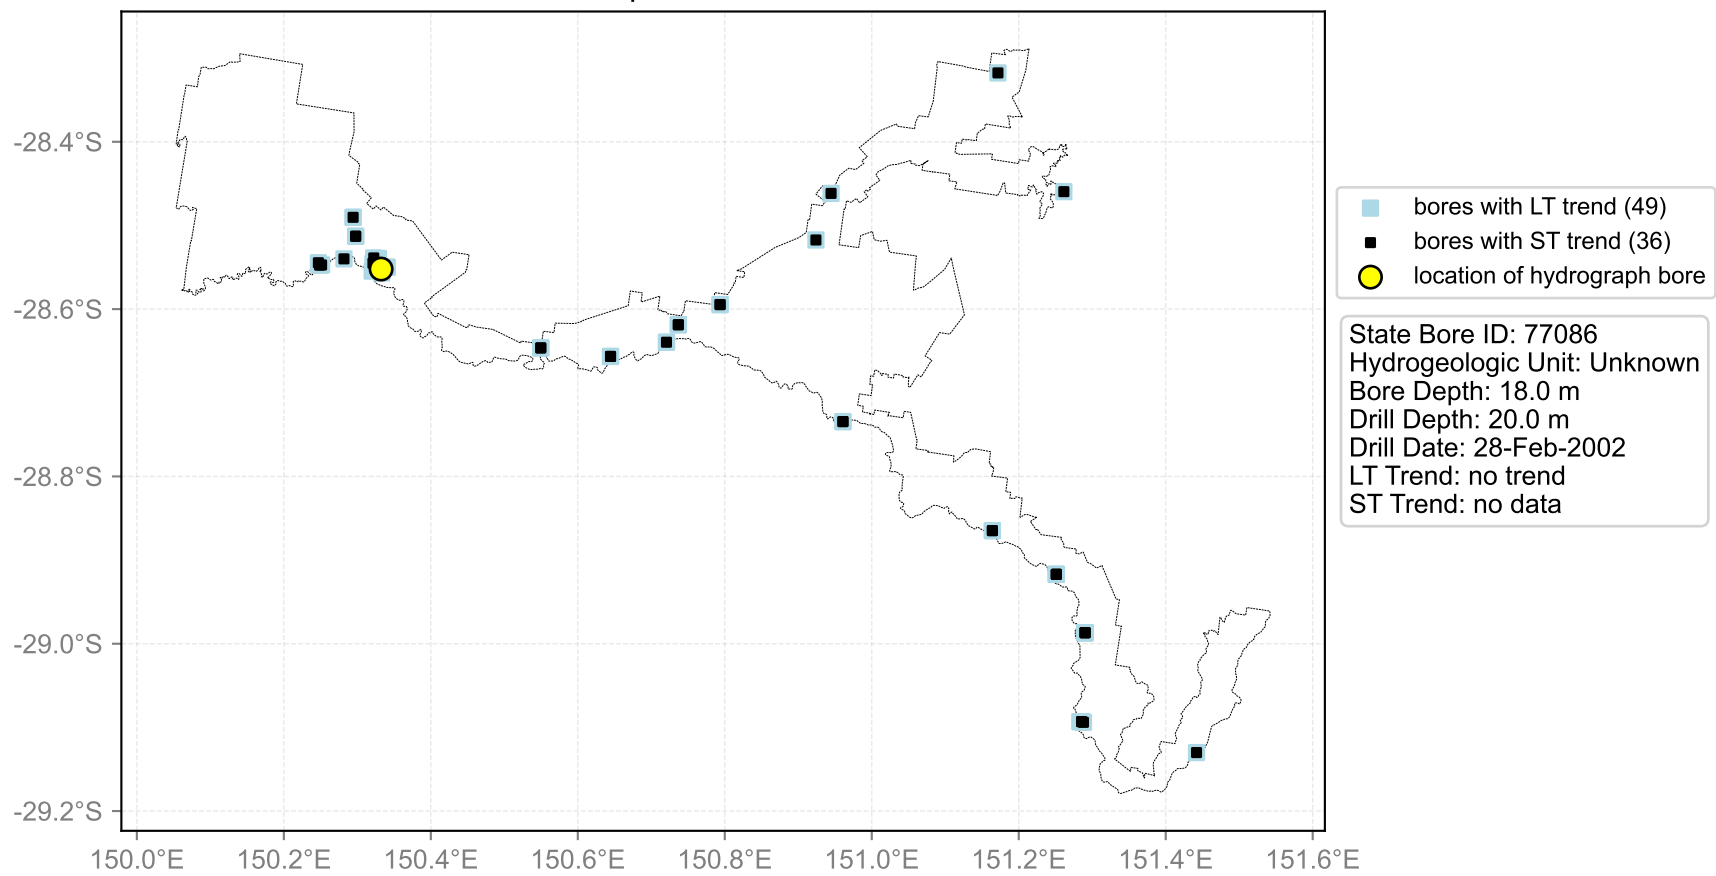 -28.4°S
-28.6°S
-28.8°S
-29.0°S
-29.2°S
150.0°E 150.2°E 150.4°E 150.6°E 150.8°E 151.0°E 151.2°E 151.4°E 151.6°E
bores with LT trend (49)
bores with ST trend (36)
location of hydrograph bore
State Bore ID: 77086
Hydrogeologic Unit: Unknown
Bore Depth: 18.0 m
Drill Depth: 20.0 m
Drill Date: 28-Feb-2002
LT Trend: no trend
ST Trend: no data